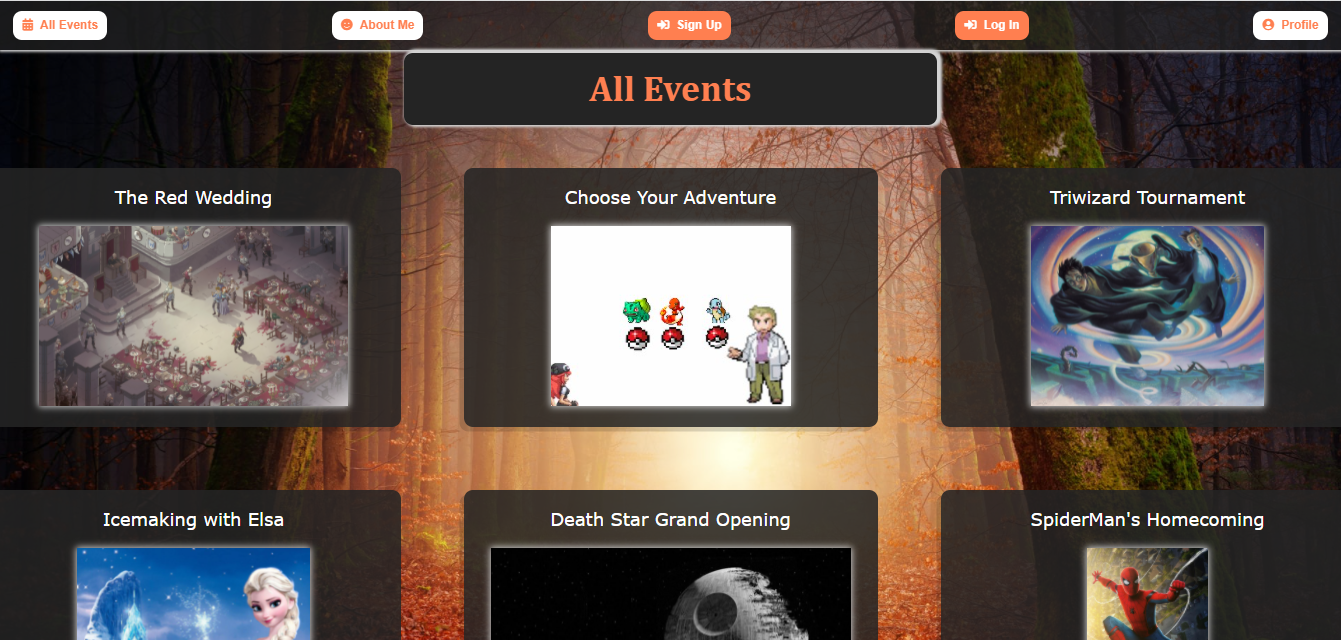 All Events
About Me
Sign Up
Log In
Profile
All Events
The Red Wedding
Choose Your Adventure
Triwizard Tournament
Icemaking with Elsa
Death Star Grand Opening
SpiderMan's Homecoming